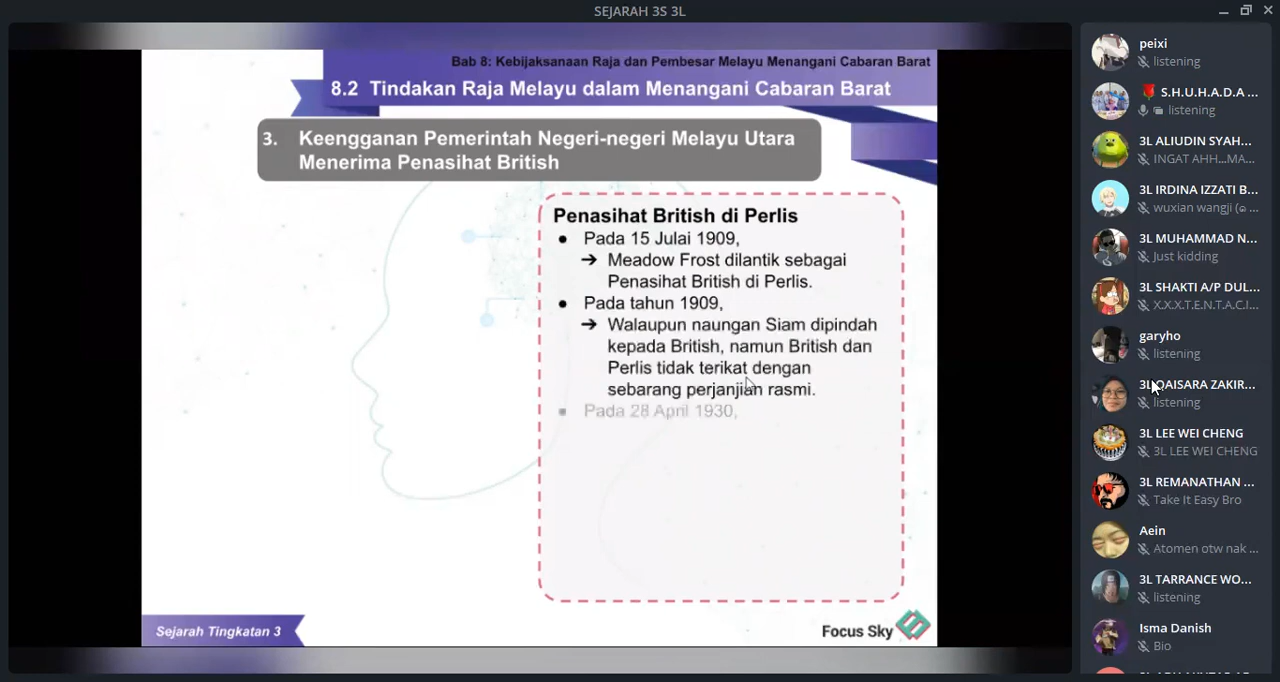 SEJARAH 3S 3L
Bab 8: Kebijaksanaan Raja dan Pembesar Melayu Menangani Cabaran Barat
8.2 Tindakan Raja Melayu dalam Menangani Cabaran Barat
3. Keengganan Pemerintah Negeri-negeri Melayu Utara
Menerima Penasihat British
Penasihat British di Perlis
● Pada 15 Julai 1909,
→ Meadow Frost dilantik sebagai
Penasihat British di Perlis.
● Pada tahun 1909,
→ Walaupun naungan Siam dipindah
kepada British, namun British dan
Perlis tidak terikat dengan
sebarang perjanjian rasmi.
● Pada 28 April 1930,
Sejarah Tingkatan 3
Focus Sky
peixi
listening
🌹 S.H.U.H.A.D.A ...
listening
3L ALIUDIN SYAH...
INGAT AHH...MA...
3L IRDINA IZZATI B...
wuxian wangji (๑ ...
3L MUHAMMAD N...
Just kidding
3L SHAKTI A/P DUL...
X.X.X.T.E.N.T.A.C.I...
garyho
listening
3L QAISARA ZAKIR...
listening
3L LEE WEI CHENG
3L LEE WEI CHENG
3L REMANATHAN ...
Take It Easy Bro
Aein
Atomen otw nak ...
3L TARRANCE WO...
listening
Isma Danish
Bio